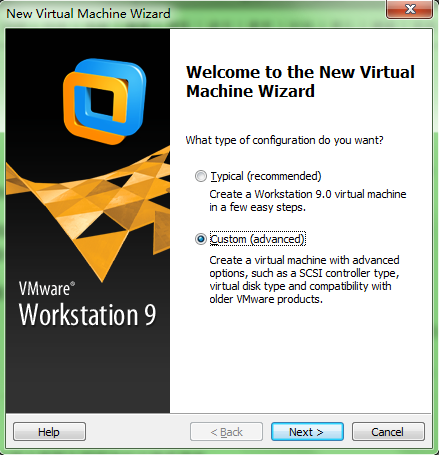 New Virtual Machine Wizard
Welcome to the New Virtual
Machine Wizard
What type of configuration do you want?
Typical (recommended)
Create a Workstation 9.0 virtual machine
in a few easy steps.
Custom (advanced)
Create a virtual machine with advanced
options, such as a SCSI controller type,
virtual disk type and compatibility with
older VMware products.
VMware®
Workstation 9
Help
< Back
Next >
Cancel